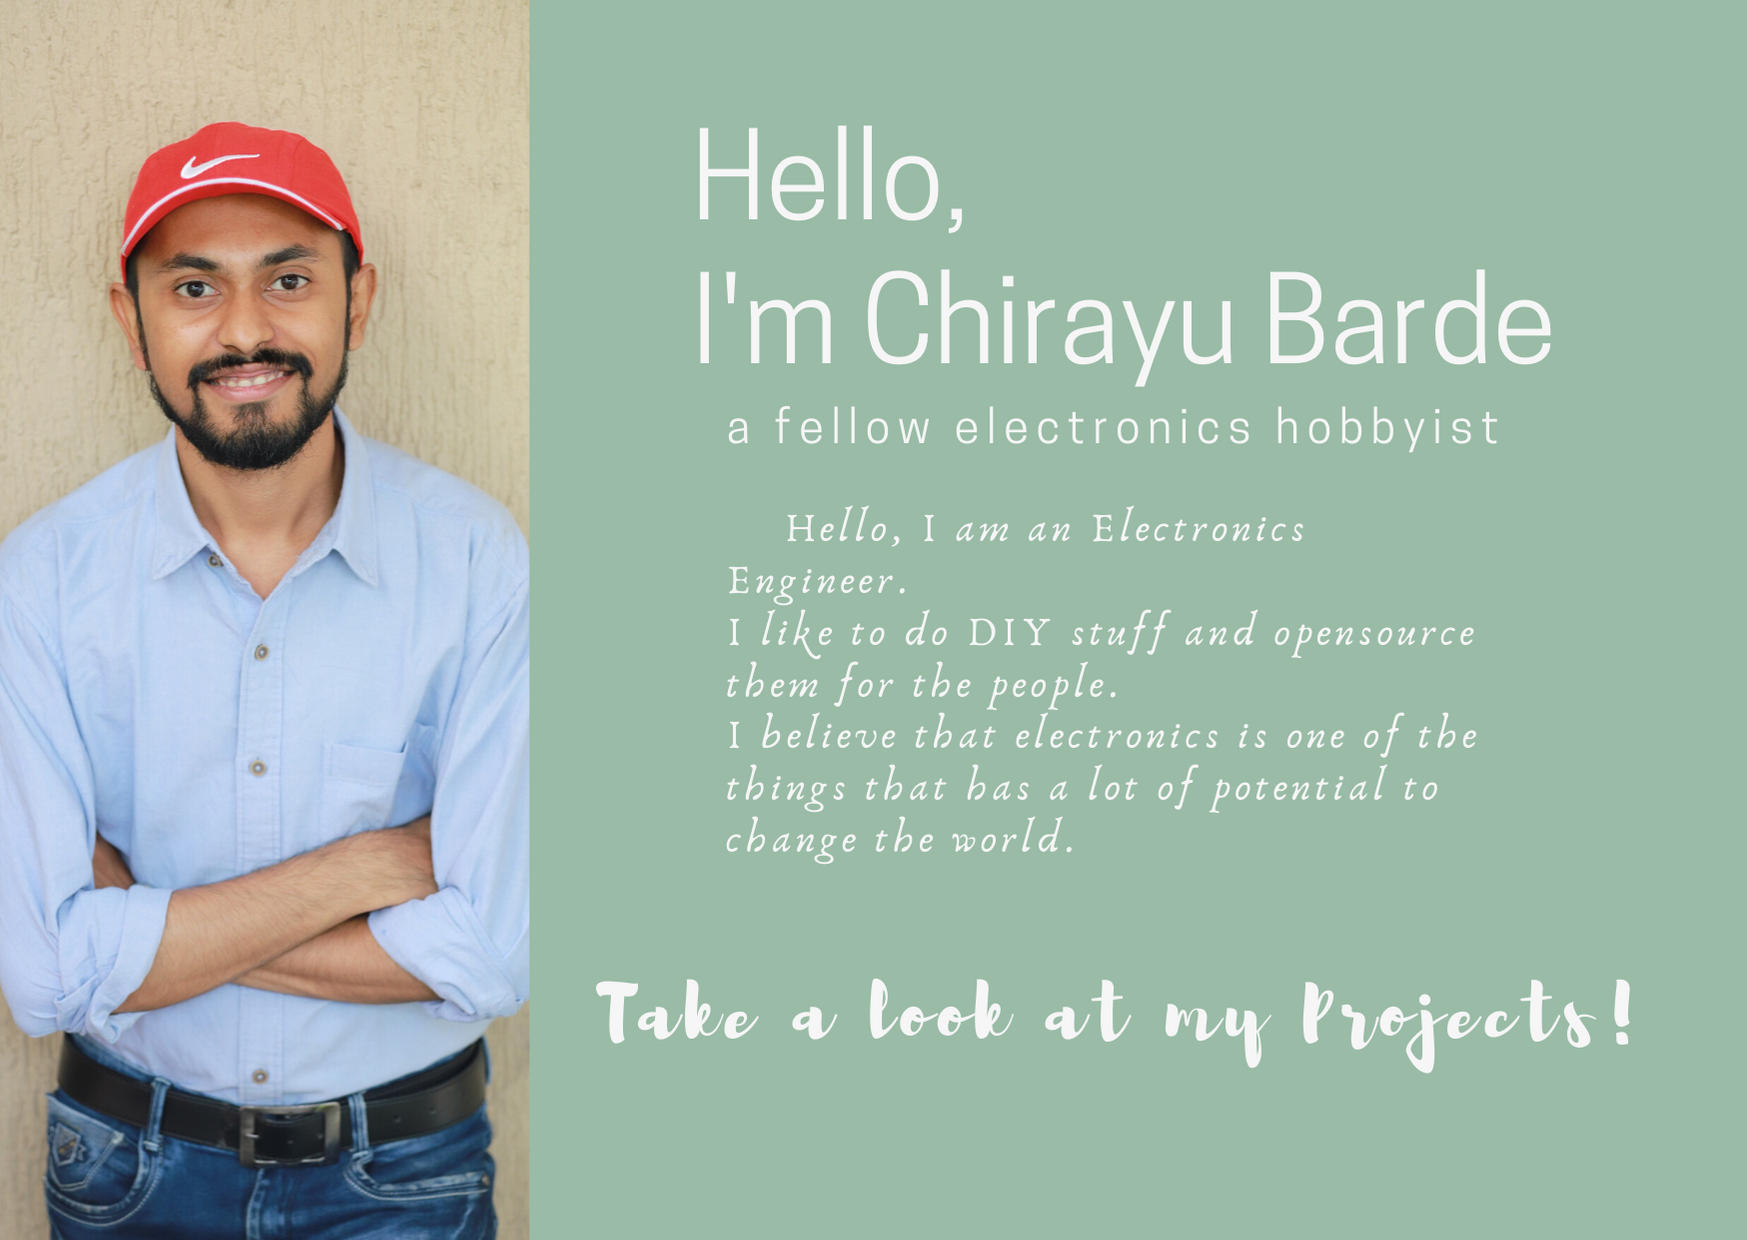 Hello,
I'm Chirayu Barde
a fellow electronics hobbyist
Hello, I am an Electronics
Engineer.
I like to do DIY stuff and opensource
them for the people.
I believe that electronics is one of the
things that has a lot of potential to
change the world.
Take a look at my Projects!